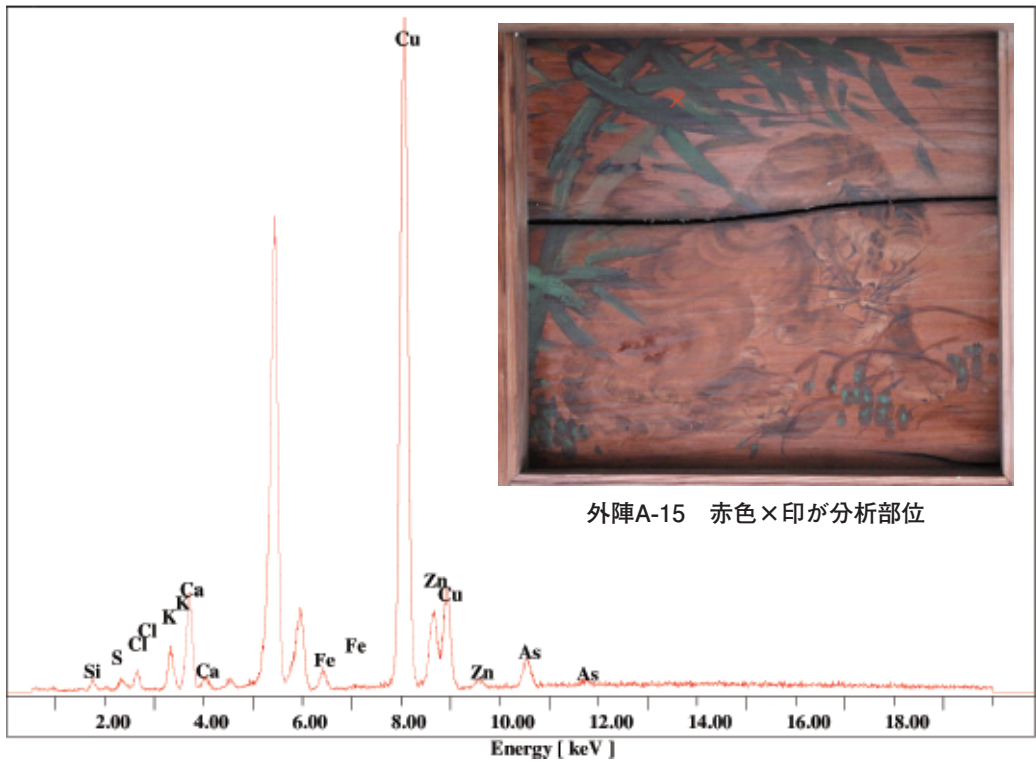 Cu
外陣A-15 赤色×印が分析部位
Si
S
Cl
Cl
K
K
Ca
Ca
Fe
Fe
Zn
Cu
Zn
As
As
2.00 4.00 6.00 8.00 10.00 12.00 14.00 16.00 18.00
Energy [ keV ]